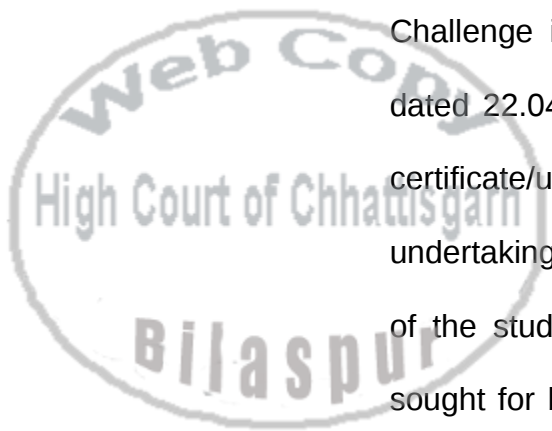 Web Copy
High Court of Chhattisgarh
Bilaspur
Challenge
dated 22.04
certificate/u
undertaking
of the stud
sought for